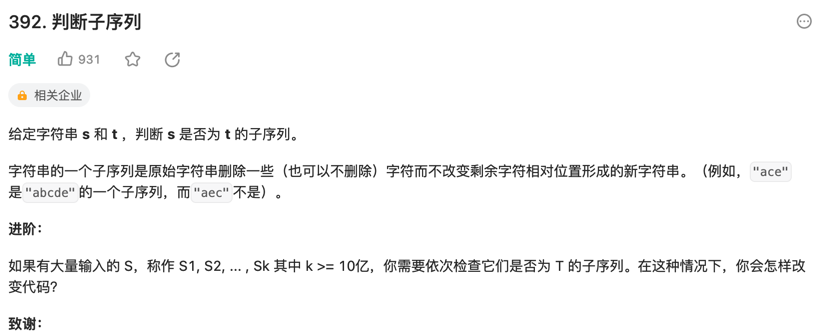 392. 判断子序列
简单 931
相关企业
给定字符串 s 和 t ，判断 s 是否为 t 的子序列。
字符串的一个子序列是原始字符串删除一些（也可以不删除）字符而不改变剩余字符相对位置形成的新字符串。（例如，"ace"
是"abcde"的一个子序列，而"aec"不是）。
进阶：
如果有大量输入的 S，称作 S1, S2, ... , Sk 其中 k >= 10亿，你需要依次检查它们是否为 T 的子序列。在这种情况下，你会怎样改
变代码？
致谢：